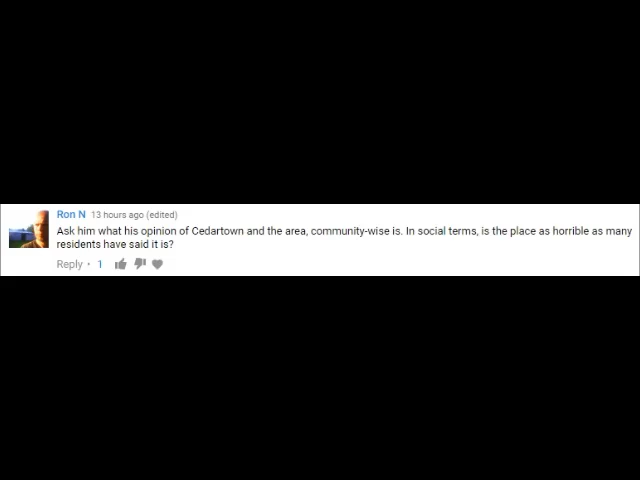 Ron N 13 hours ago (edited)
Ask him what his opinion of Cedartown and the area, community-wise is. In social terms, is the place as horrible as many
residents have said it is?
Reply • 1